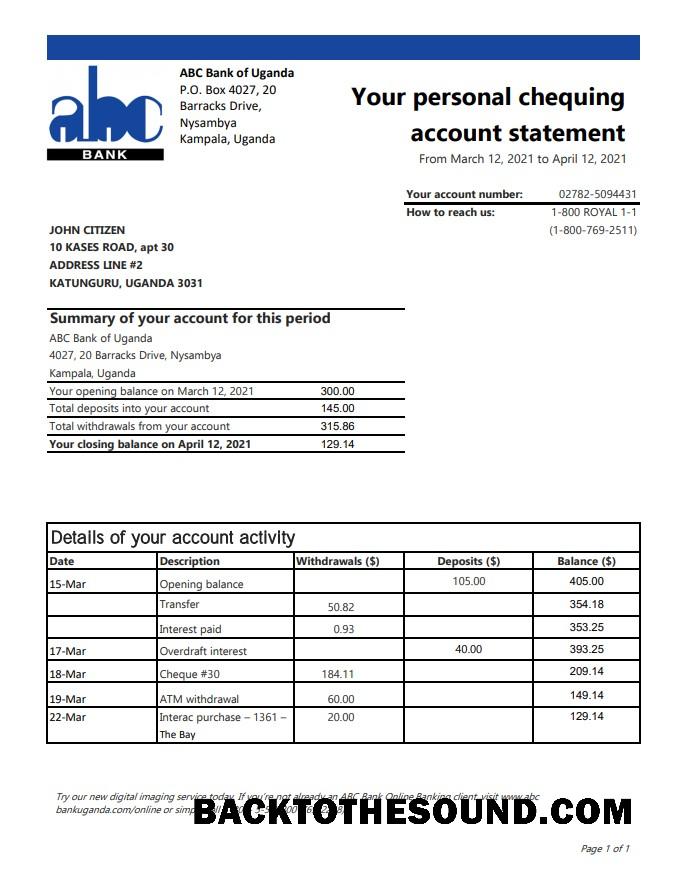 abc
BANK
ABC Bank of Uganda
P.O. Box 4027, 20
Barracks Drive,
Nysambya
Kampala, Uganda
Your personal chequing
account statement
From March 12, 2021 to April 12, 2021
Your account number: 02782-5094431
How to reach us: 1-800 ROYAL 1-1
(1-800-769-2511)
JOHN CITIZEN
10 KASES ROAD, apt 30
ADDRESS LINE #2
KATUNGURU, UGANDA 3031
Summary of your account for this period
ABC Bank of Uganda
4027, 20 Barracks Drive, Nysambya
Kampala, Uganda
Your opening balance on March 12, 2021 300.00
Total deposits into your account 145.00
Total withdrawals from your account 315.86
Your closing balance on April 12, 2021 129.14
Details of your account activity
Date Description Withdrawals ($) Deposits ($) Balance ($)
15-Mar Opening balance 105.00 405.00
Transfer 50.82 354.18
Interest paid 0.93 353.25
17-Mar Overdraft interest 40.00 393.25
18-Mar Cheque #30 184.11 209.14
19-Mar ATM withdrawal 60.00 149.14
22-Mar Interac purchase – 1361 – 20.00 129.14
The Bay
Try our new digital imaging service today. If you're not already an ABC Bank Online Banking client, visit www.abc
bankuganda.com/online or
BACKTOTHESOUND.COM
Page 1 of 1